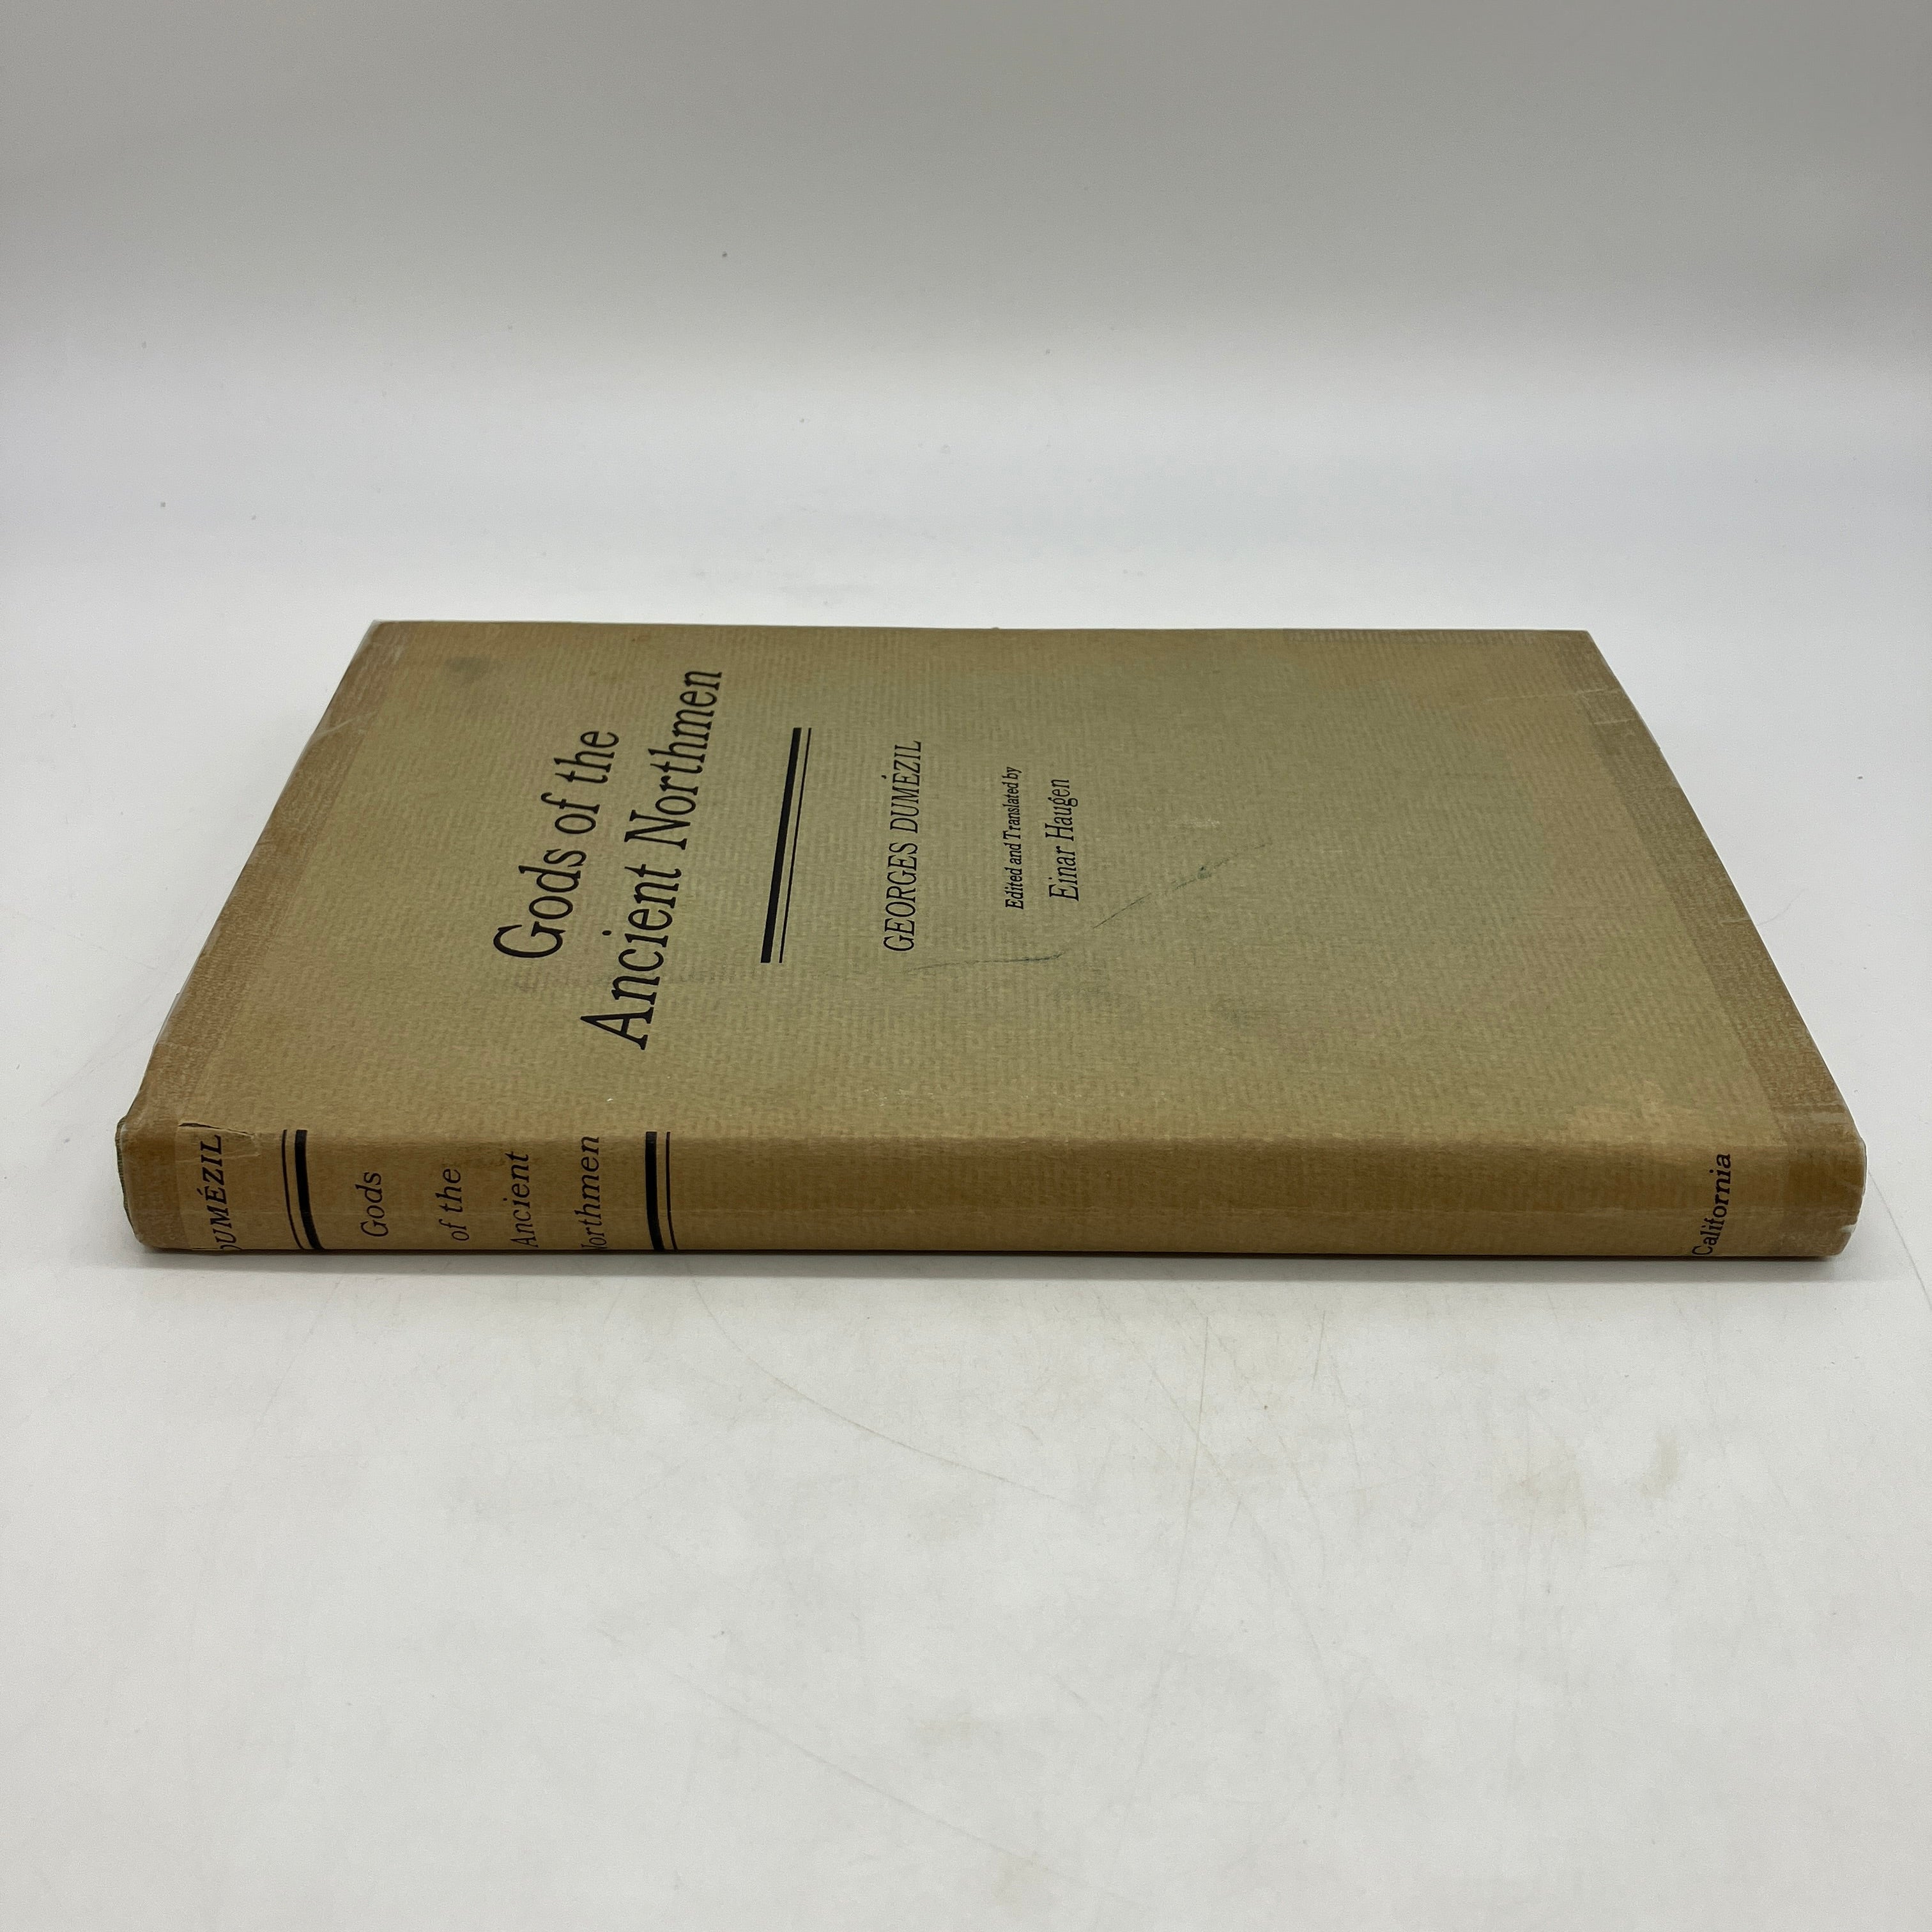 Gods of the
Ancient Northmen
GEORGES DUMÉZIL
Edited and Translated by
Einar Haugen
DUMÉZIL
Gods
of the
Ancient
Northmen
California